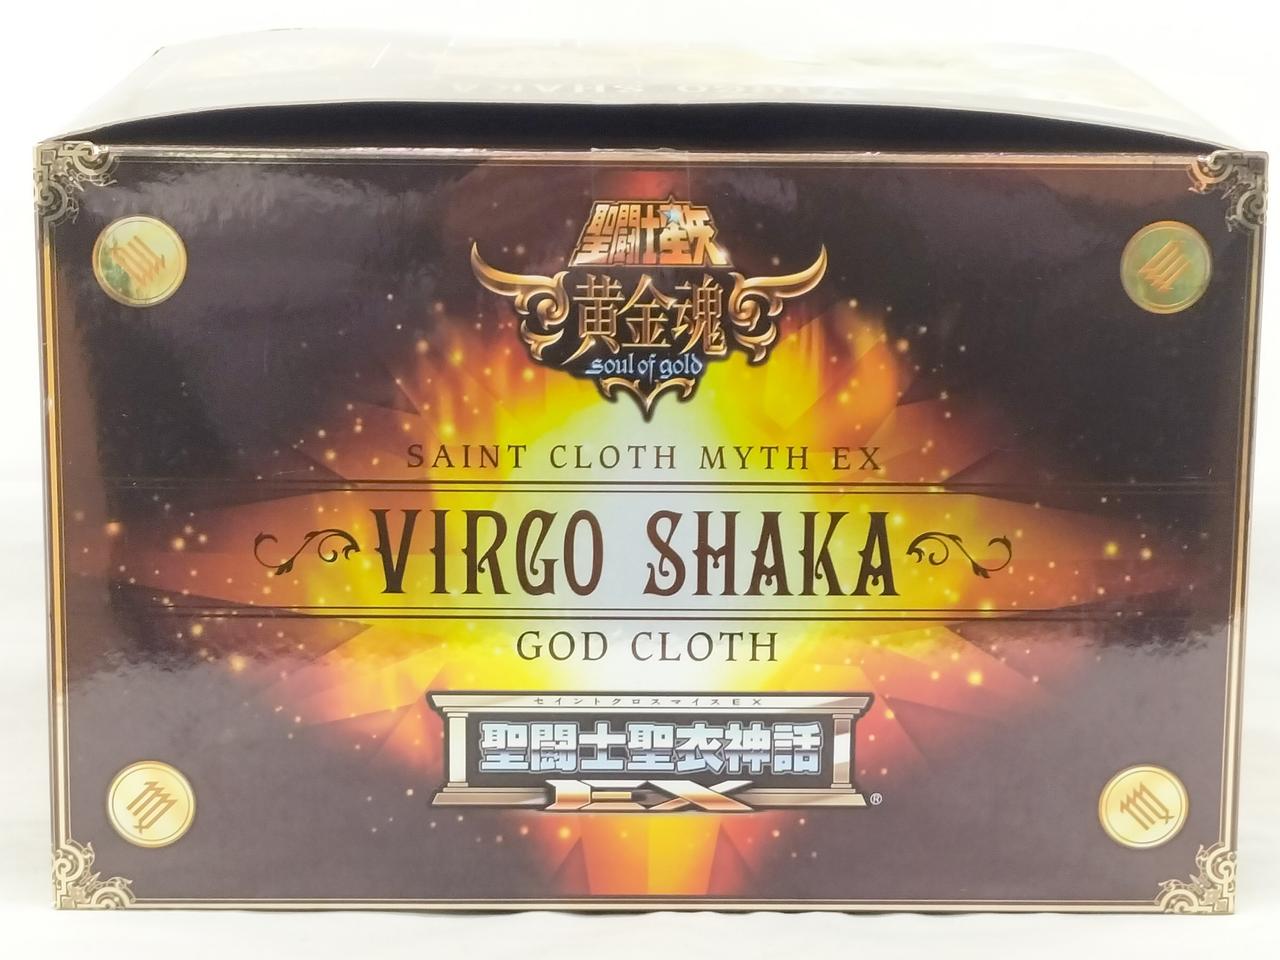 VIRGO SHAKA
聖闘士星矢
黄金魂
soul of gold
SAINT CLOTH MYTH EX
VIRGO SHAKA
GOD CLOTH
セイントクロスマイスEX
聖闘士聖衣神話
EX ®